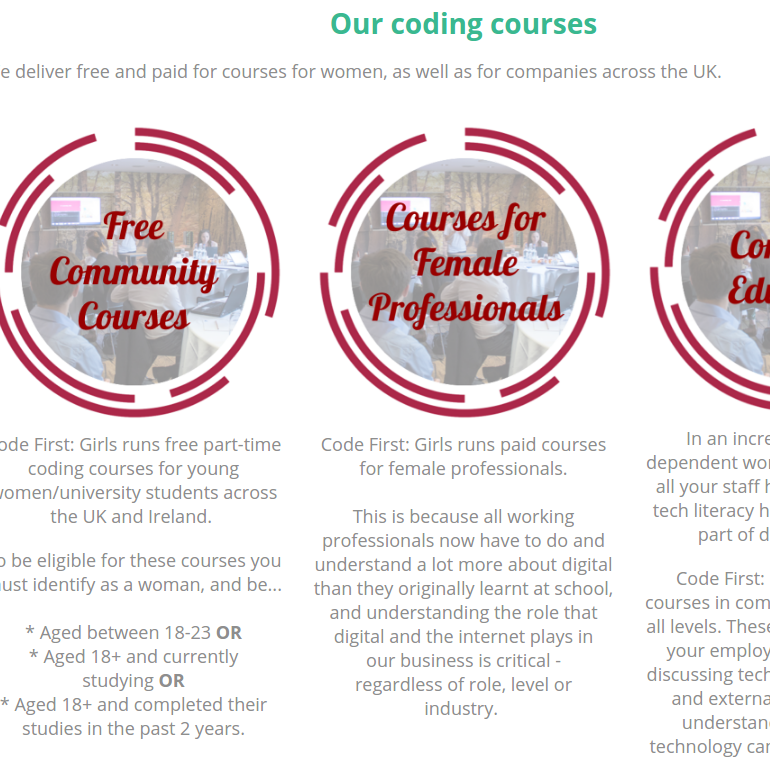 Our coding courses
e deliver free and paid for courses for women, as well as for companies across the UK.
Free
Community
Courses
ode First: Girls runs free part-time
coding courses for young
women/university students across
the UK and Ireland.
o be eligible for these courses you
ust identify as a woman, and be...
* Aged between 18-23 OR
* Aged 18+ and currently
studying OR
* Aged 18+ and completed their
studies in the past 2 years.
Courses for
Female
Professionals
Code First: Girls runs paid courses
for female professionals.
This is because all working
professionals now have to do and
understand a lot more about digital
than they originally learnt at school,
and understanding the role that
digital and the internet plays in
our business is critical -
regardless of role, level or
industry.
Cor
Edu
In an incre
dependent wor
all your staff h
tech literacy h
part of d
Code First:
courses in com
all levels. These
your employ
discussing tech
and externa
understand
technology can